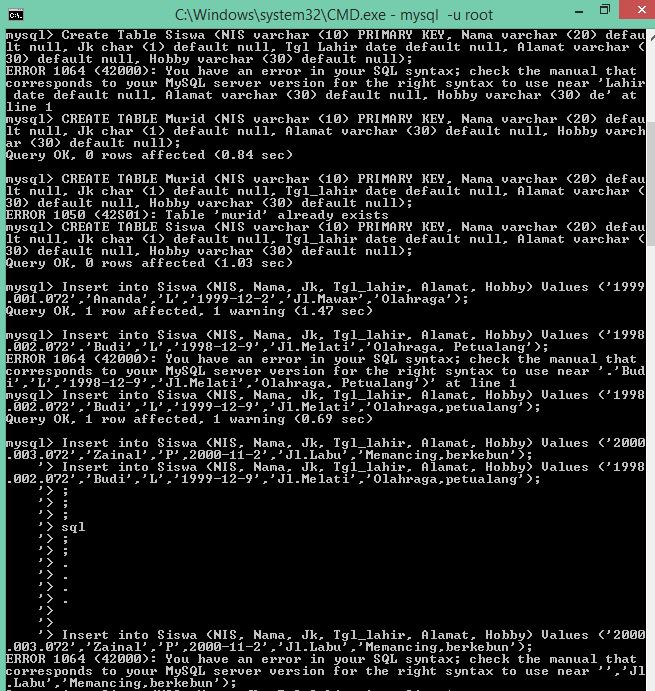 C:\Windows\system32\CMD.exe - mysql  -u root
mysql> Create Table Siswa (NIS varchar (10) PRIMARY KEY, Nama varchar (20) defau
lt null, Jk char (1) default null, Tgl Lahir date default null, Alamat varchar (
30) default null, Hobby varchar (30) default null);
ERROR 1064 (42000): You have an error in your SQL syntax; check the manual that
corresponds to your MySQL server version for the right syntax to use near 'Lahir
 date default null, Alamat varchar (30) default null, Hobby varchar (30) de' at
line 1
mysql> CREATE TABLE Murid (NIS varchar (10) PRIMARY KEY, Nama varchar (20) defau
lt null, Jk char (1) default null, Alamat varchar (30) default null, Hobby varch
ar (30) default null);
Query OK, 0 rows affected (0.84 sec)
mysql> CREATE TABLE Murid (NIS varchar (10) PRIMARY KEY, Nama varchar (20) defau
lt null, Jk char (1) default null, Tgl_lahir date default null, Alamat varchar (
30) default null, Hobby varchar (30) default null);
ERROR 1050 (42S01): Table 'murid' already exists
mysql> CREATE TABLE Siswa (NIS varchar (10) PRIMARY KEY, Nama varchar (20) defau
lt null, Jk char (1) default null, Tgl_lahir date default null, Alamat varchar (
30) default null, Hobby varchar (30) default null);
Query OK, 0 rows affected (1.03 sec)
mysql> Insert into Siswa (NIS, Nama, Jk, Tgl_lahir, Alamat, Hobby) Values ('1999
.001.072','Ananda','L','1999-12-2','Jl.Mawar','Olahraga');
Query OK, 1 row affected, 1 warning (1.47 sec)
mysql> Insert into Siswa (NIS, Nama, Jk, Tgl_lahir, Alamat, Hobby) Values ('1998
.002.072'.'Budi','L','1998-12-9','Jl.Melati','Olahraga, Petualang');
ERROR 1064 (42000): You have an error in your SQL syntax; check the manual that
corresponds to your MySQL server version for the right syntax to use near '.'Bud
i','L','1998-12-9','Jl.Melati','Olahraga, Petualang')' at line 1
mysql> Insert into Siswa (NIS, Nama, Jk, Tgl_lahir, Alamat, Hobby) Values ('1998
.002.072','Budi','L','1999-12-9','Jl.Melati','Olahraga,petualang');
Query OK, 1 row affected, 1 warning (0.69 sec)
mysql> Insert into Siswa (NIS, Nama, Jk, Tgl_lahir, Alamat, Hobby) Values ('2000
.003.072','Zainal','P',2000-11-2','Jl.Labu','Memancing,berkebun');
    '> Insert into Siswa (NIS, Nama, Jk, Tgl_lahir, Alamat, Hobby) Values ('1998
.002.072','Budi','L','1999-12-9','Jl.Melati','Olahraga,petualang');
    '> ;
    '> ;
    '> ;
    '> sql
    '> ;
    '> ;
    '> .
    '> .
    '> .
    '> .
    '>
    '>
    '> Insert into Siswa (NIS, Nama, Jk, Tgl_lahir, Alamat, Hobby) Values ('2000
.003.072','Zainal','P',2000-11-2','Jl.Labu','Memancing,berkebun');
ERROR 1064 (42000): You have an error in your SQL syntax; check the manual that
corresponds to your MySQL server version for the right syntax to use near '','Jl
.Labu','Memancing,berkebun');